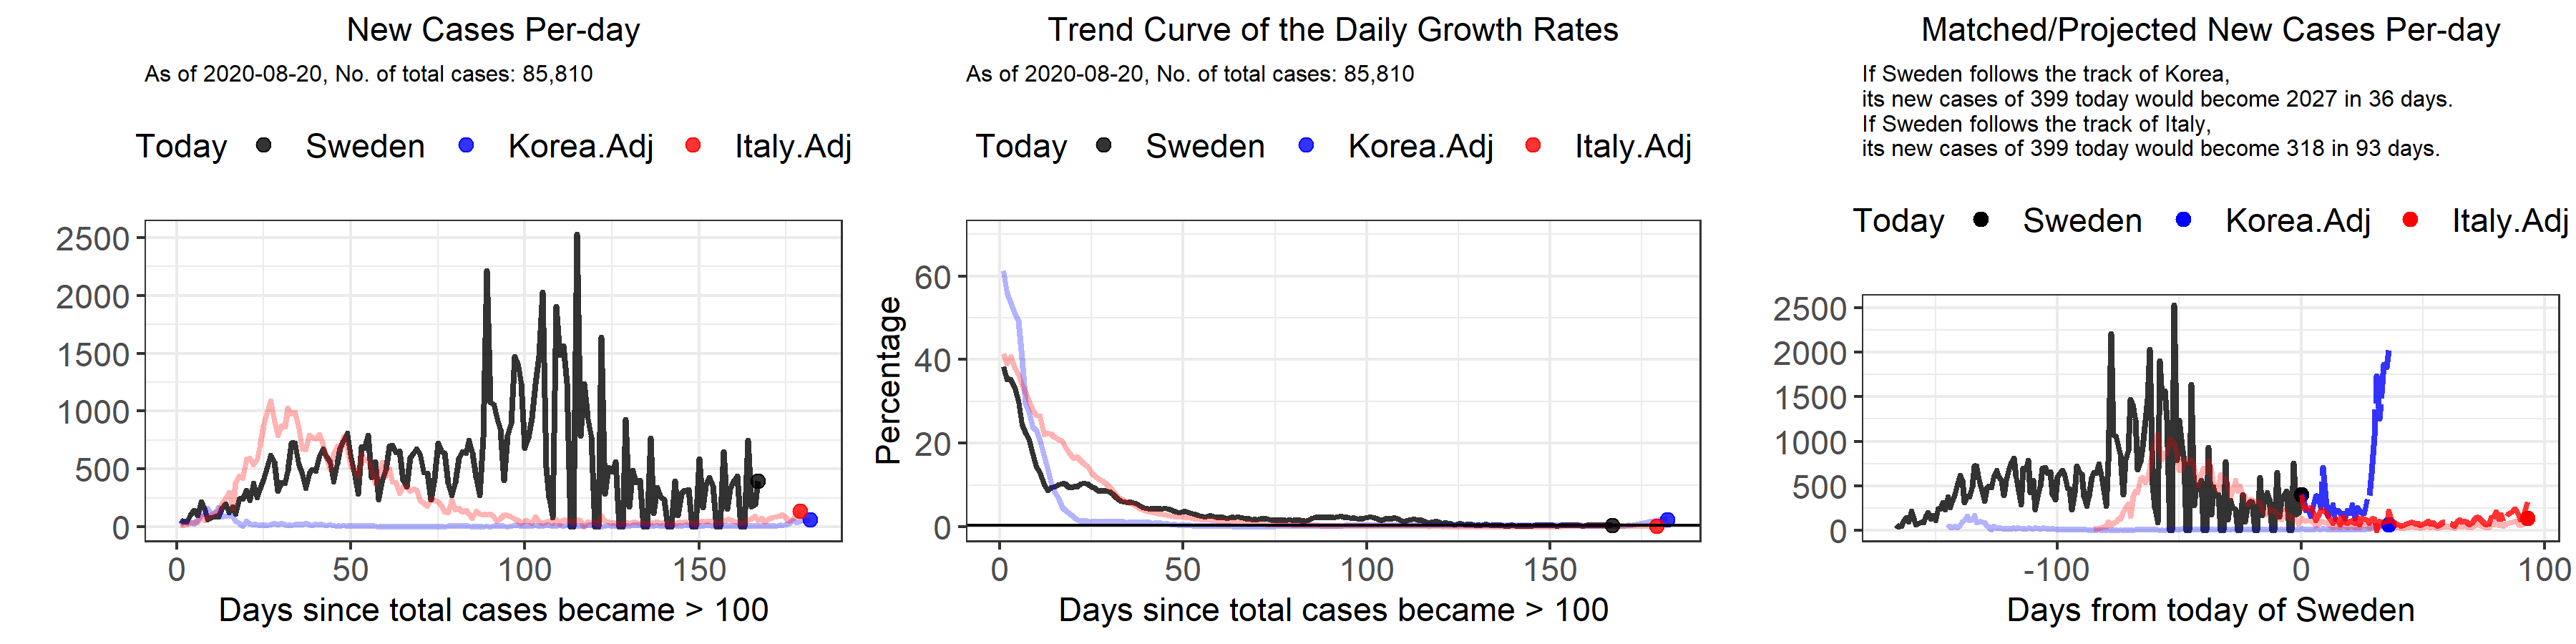 New Cases Per-day
As of 2020-08-20, No. of total cases: 85,810
Today Sweden Korea.Adj Italy.Adj
2500
2000
1500
1000
500
0
0 50 100 150
Days since total cases became > 100
Trend Curve of the Daily Growth Rates
As of 2020-08-20, No. of total cases: 85,810
Today Sweden Korea.Adj Italy.Adj
Percentage
60
40
20
0
0 50 100 150
Days since total cases became > 100
Matched/Projected New Cases Per-day
If Sweden follows the track of Korea,
its new cases of 399 today would become 2027 in 36 days.
If Sweden follows the track of Italy,
its new cases of 399 today would become 318 in 93 days.
Today Sweden Korea.Adj Italy.Adj
2500
2000
1500
1000
500
0
-100 0 100
Days from today of Sweden